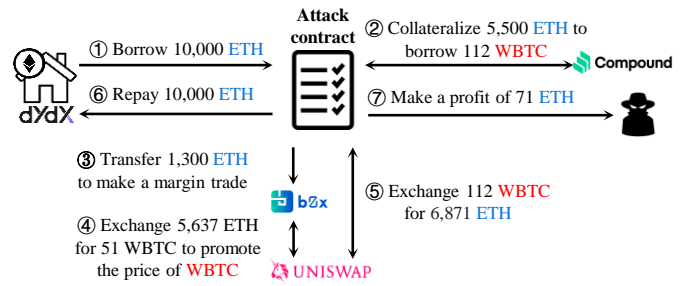 Attack
contract
① Borrow 10,000 ETH
② Collateralize 5,500 ETH to
borrow 112 WBTC
dYdX
Compound
⑥ Repay 10,000 ETH
⑦ Make a profit of 71 ETH
③ Transfer 1,300 ETH
to make a margin trade
b0x
⑤ Exchange 112 WBTC
for 6,871 ETH
④ Exchange 5,637 ETH
for 51 WBTC to promote
the price of WBTC
UNISWAP